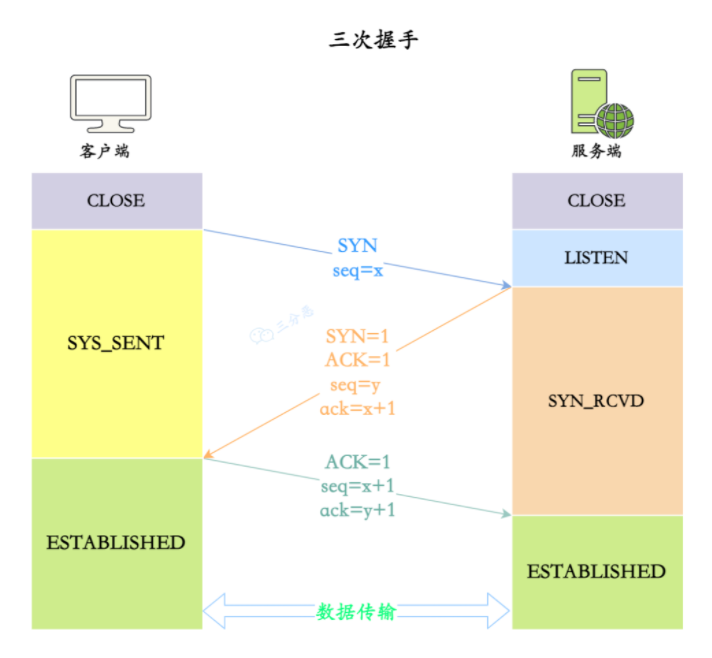 三次握手
客户端
服务端
CLOSE
CLOSE
SYN
seq=x
LISTEN
三分恶
SYS_SENT
SYN=1
ACK=1
seq=y
ack=x+1
SYN_RCVD
ACK=1
seq=x+1
ack=y+1
ESTABLISHED
ESTABLISHED
数据传输